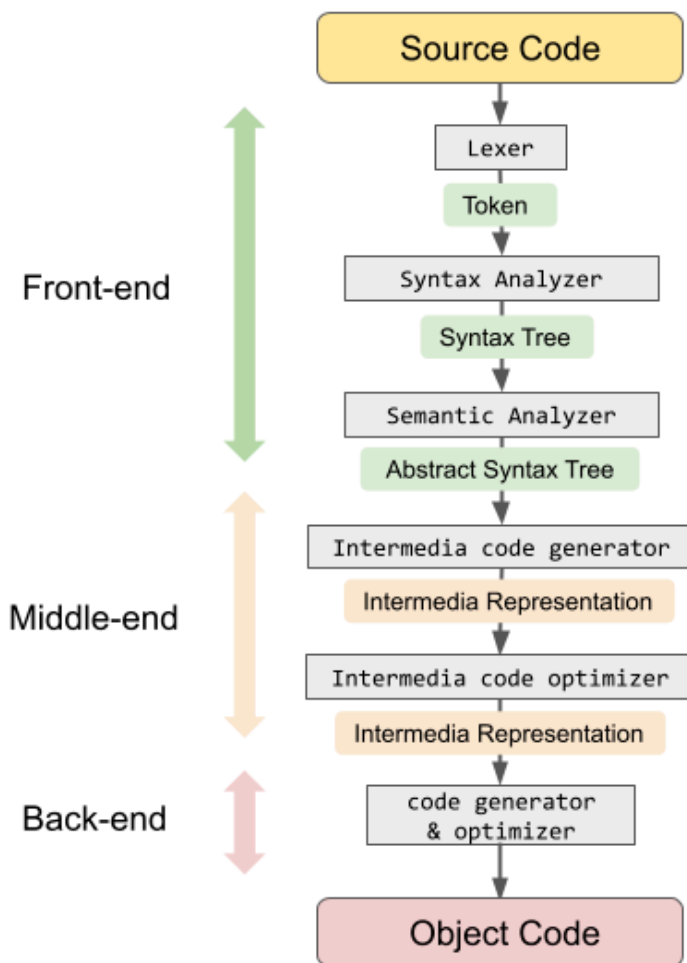 Source Code
Lexer
Token
Syntax Analyzer
Front-end
Syntax Tree
Semantic Analyzer
Abstract Syntax Tree
Intermedia code generator
Intermedia Representation
Middle-end
Intermedia code optimizer
Intermedia Representation
Back-end
code generator
& optimizer
Object Code